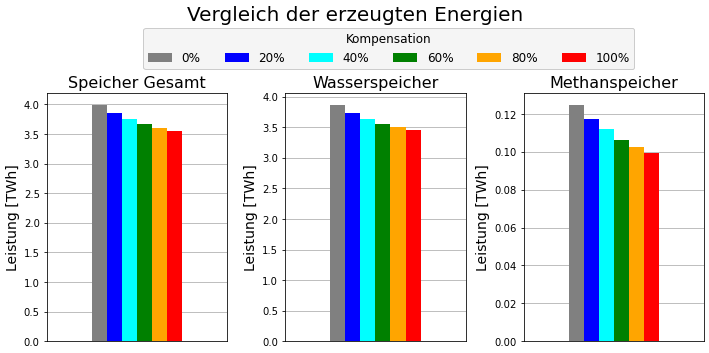 Vergleich der erzeugten Energien
Kompensation
0% 20% 40% 60% 80% 100%
Speicher Gesamt
Leistung [TWh]
4.0
3.5
3.0
2.5
2.0
1.5
1.0
0.5
0.0
Wasserspeicher
Leistung [TWh]
4.0
3.5
3.0
2.5
2.0
1.5
1.0
0.5
0.0
Methanspeicher
Leistung [TWh]
0.12
0.10
0.08
0.06
0.04
0.02
0.00